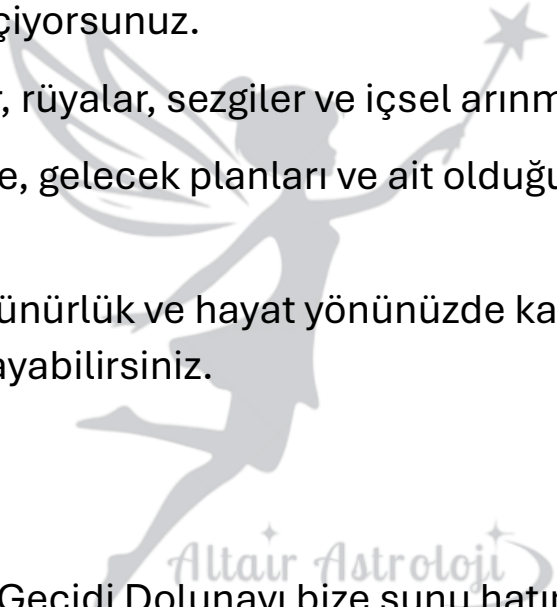 çiyorsunuz.
, rüyalar, sezgiler ve içsel arınm
e, gelecek planları ve ait olduğu
ünürlük ve hayat yönünüzde ka
ayabilirsiniz.
Altair Astroloji
Geçidi Dolunayı bize şunu hatı